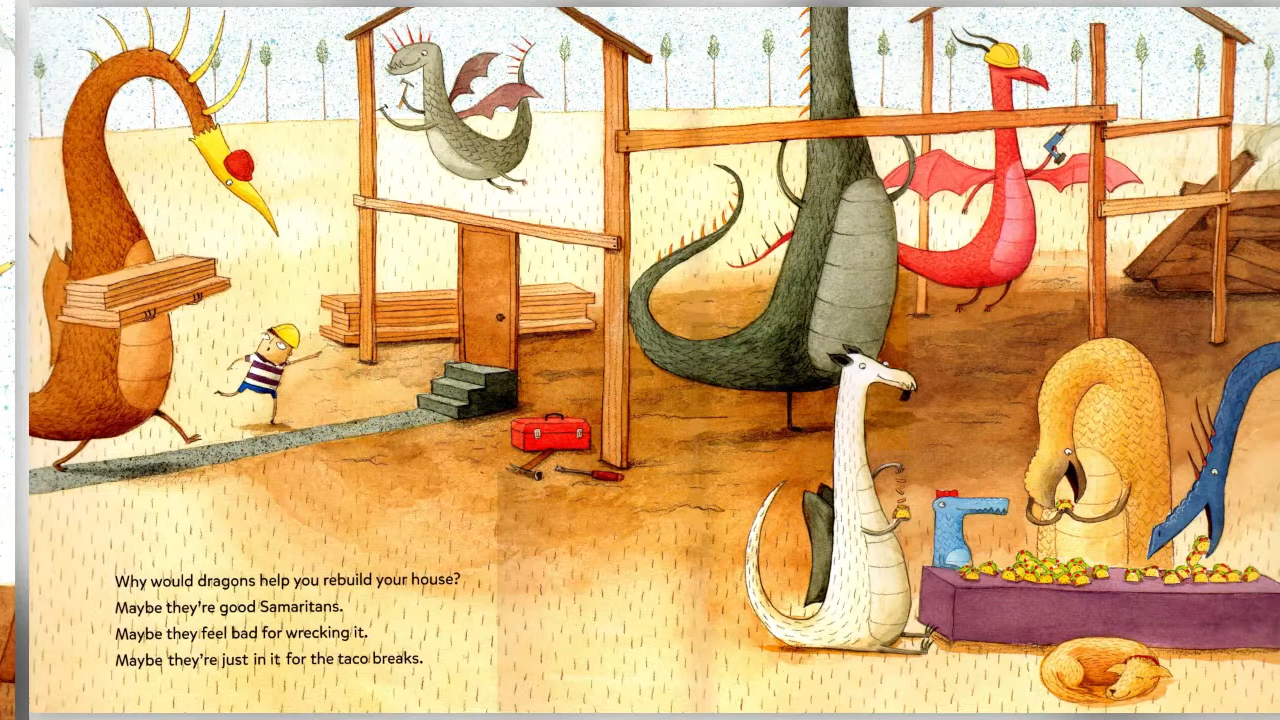 Why would dragons help you rebuild your house?
Maybe they're good Samaritans.
Maybe they feel bad for wrecking it.
Maybe they're just in it for the taco breaks.